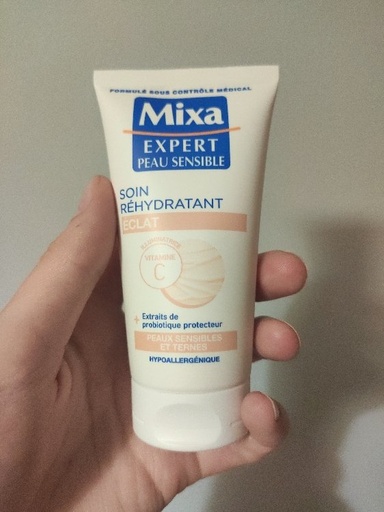 FORMULÉ SOUS CONTRÔLE MÉDICAL
Mixa
EXPERT
PEAU SENSIBLE
SOIN
RÉHYDRATANT
ÉCLAT
VITAMINE
C
+ Extraits de
probiotique protecteur
PEAUX SENSIBLES
ET TERNES
HYPOALLERGÉNIQUE